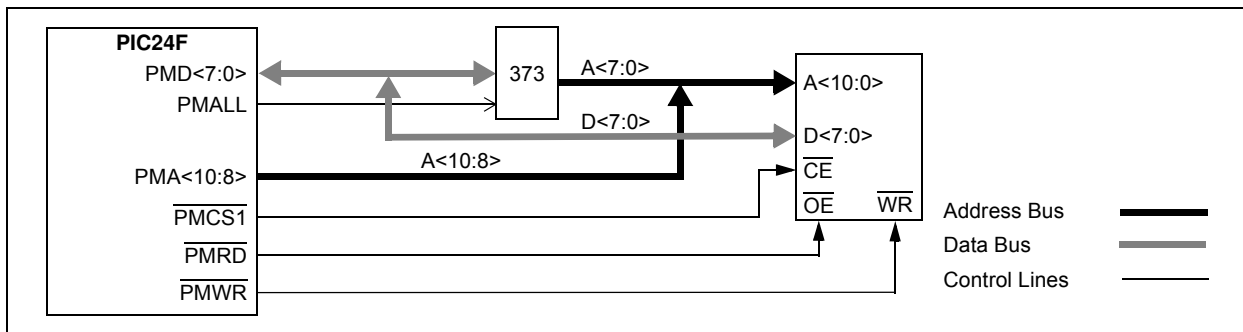 PIC24F
PMD<7:0>
PMALL
PMA<10:8>
PMCS1
PMRD
PMWR
373
A<7:0>
D<7:0>
A<10:8>
A<10:0>
D<7:0>
CE
OE WR
Address Bus
Data Bus
Control Lines